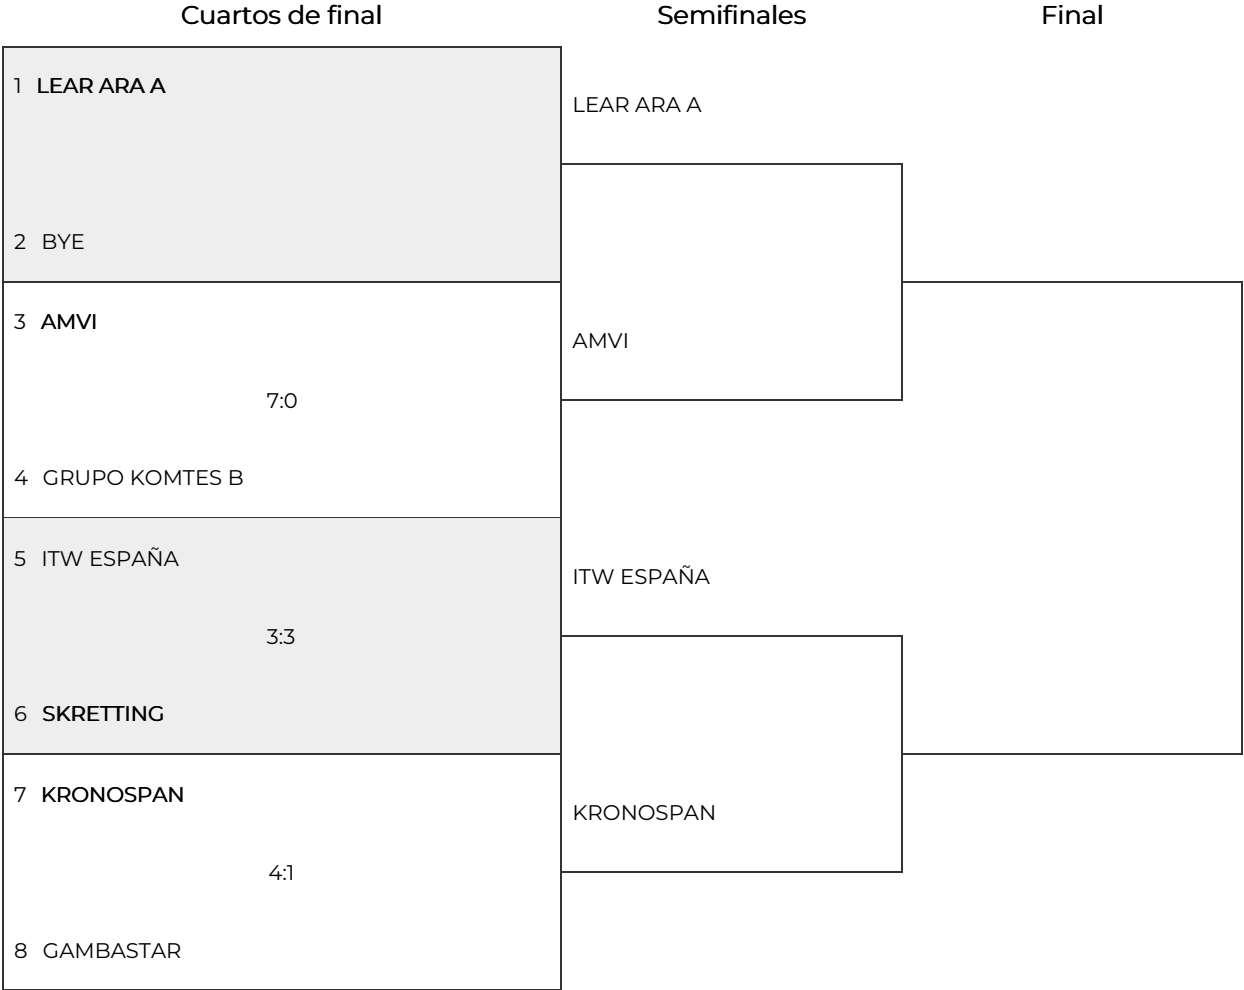 Cuartos de final
Semifinales
Final
1 LEAR ARA A
2 BYE
3 AMVI
7:0
4 GRUPO KOMTES B
5 ITW ESPAÑA
3:3
6 SKRETTING
7 KRONOSPAN
4:1
8 GAMBASTAR
LEAR ARA A
AMVI
ITW ESPAÑA
KRONOSPAN